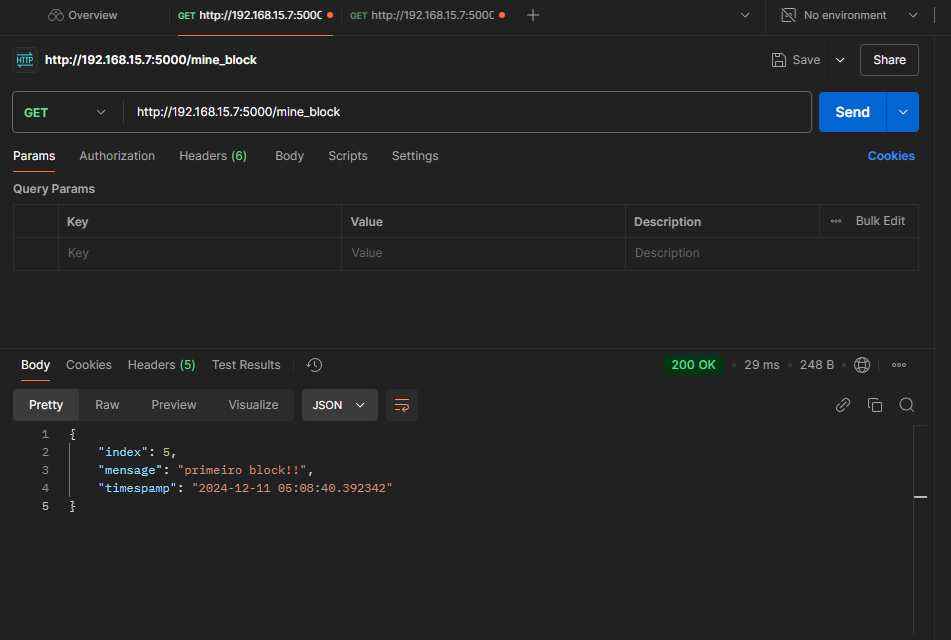 Overview
GET http://192.168.15.7:5000
GET http://192.168.15.7:5000
No environment
HTTP http://192.168.15.7:5000/mine_block
Save
Share
GET
http://192.168.15.7:5000/mine_block
Send
Params Authorization Headers (6) Body Scripts Settings Cookies
Query Params
Key Value Description Bulk Edit
Key Value Description
Body Cookies Headers (5) Test Results 200 OK 29 ms 248 B
Pretty Raw Preview Visualize JSON
1 {
2 "index": 5,
3 "mensage": "primeiro block!!",
4 "timespamp": "2024-12-11 05:08:40.392342"
5 }